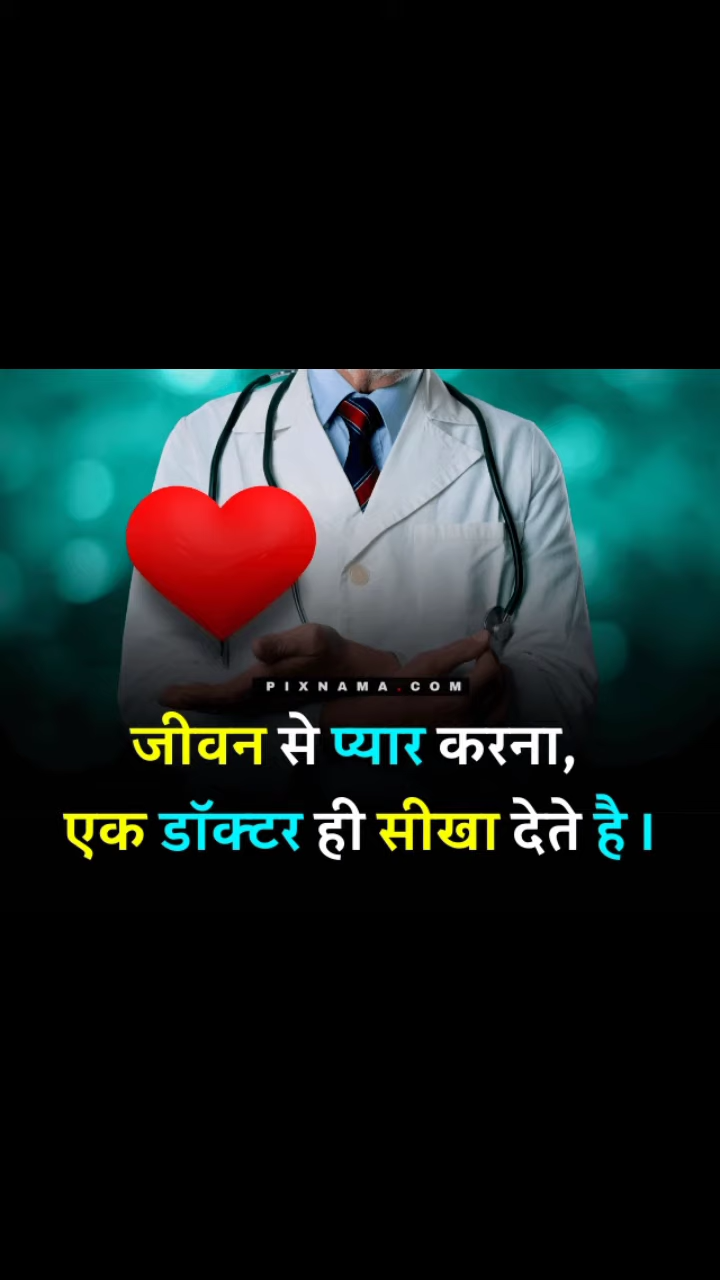 PIXNAMA.COM
जीवन से प्यार करना,
एक डॉक्टर ही सीखा देते है।